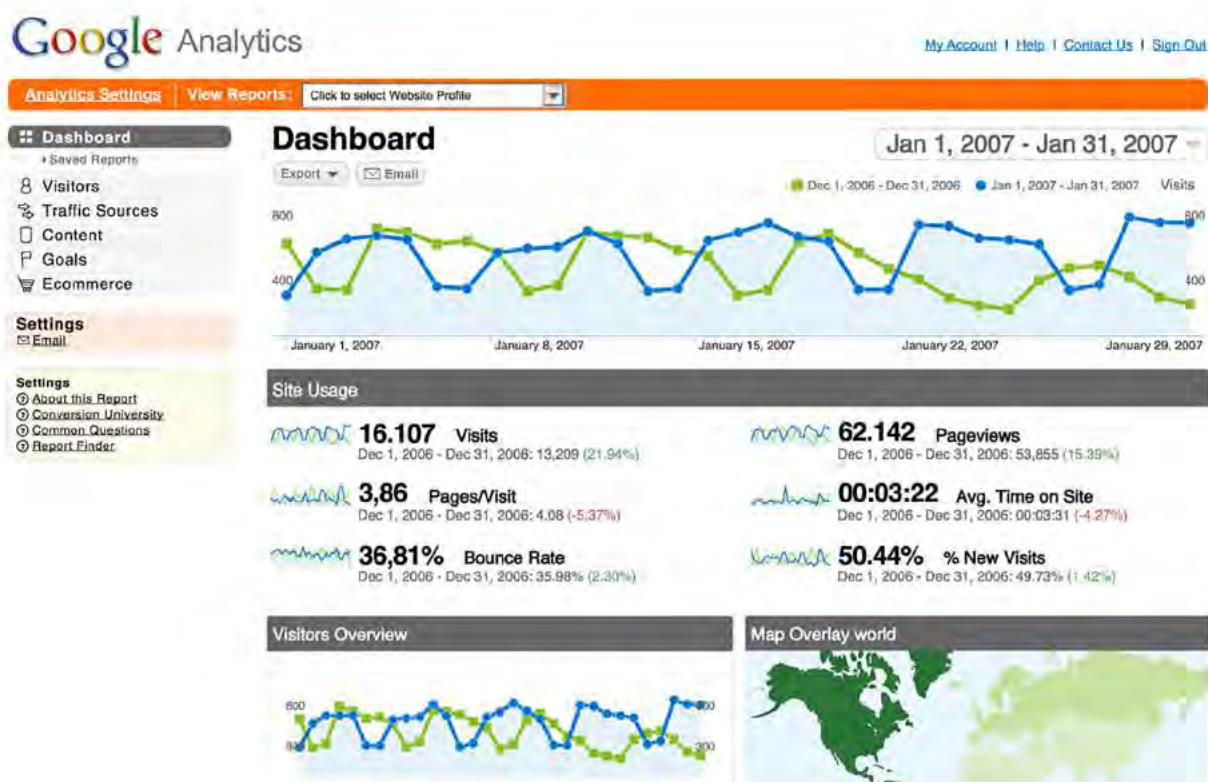 Google Analytics
My Account | Help | Contact Us | Sign Out
Analytics Settings View Reports: Click to select Website Profile
Dashboard
Saved Reports
Visitors
Traffic Sources
Content
Goals
Ecommerce
Settings
Email
Settings
About this Report
Conversion University
Common Questions
Report Finder
Dashboard
Jan 1, 2007 - Jan 31, 2007
Export Email
Dec 1, 2006 - Dec 31, 2006 Jan 1, 2007 - Jan 31, 2007 Visits
800 800
400 400
January 1, 2007 January 8, 2007 January 15, 2007 January 22, 2007 January 29, 2007
Site Usage
16.107 Visits
Dec 1, 2006 - Dec 31, 2006: 13,209 (21.94%)
62.142 Pageviews
Dec 1, 2006 - Dec 31, 2006: 53,855 (15.39%)
3,86 Pages/Visit
Dec 1, 2006 - Dec 31, 2006: 4.08 (-5.37%)
00:03:22 Avg. Time on Site
Dec 1, 2006 - Dec 31, 2006: 00:03:31 (-4.27%)
36,81% Bounce Rate
Dec 1, 2006 - Dec 31, 2006: 35.98% (2.30%)
50.44% % New Visits
Dec 1, 2006 - Dec 31, 2006: 49.73% (1.42%)
Visitors Overview
Map Overlay world
300